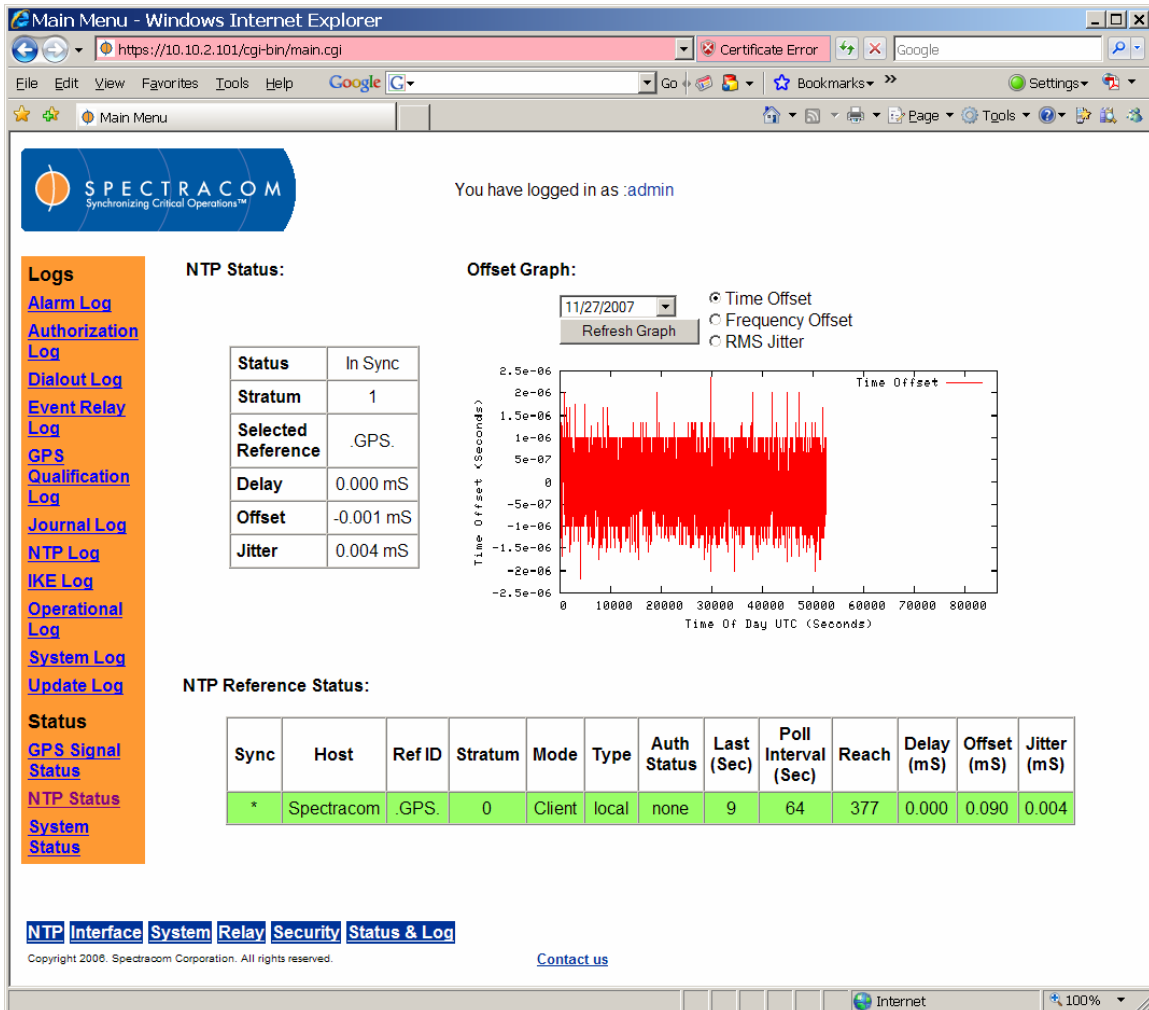 Main Menu - Windows Internet Explorer
https://10.10.2.101/cgi-bin/main.cgi
Certificate Error
Google
File Edit View Favorites Tools Help
Google G
Go
Bookmarks
»
Settings
Main Menu
Page
Tools
SPECTRACOM
Synchronizing Critical Operations™
You have logged in as :admin
Logs
Alarm Log
Authorization
Log
Dialout Log
Event Relay
Log
GPS
Qualification
Log
Journal Log
NTP Log
IKE Log
Operational
Log
System Log
Update Log
Status
GPS Signal
Status
NTP Status
System
Status
NTP Status:
Status In Sync
Stratum 1
Selected
Reference .GPS.
Delay 0.000 mS
Offset -0.001 mS
Jitter 0.004 mS
Offset Graph:
11/27/2007
Refresh Graph
Time Offset
Frequency Offset
RMS Jitter
Time Offset
2.5e-06
2e-06
1.5e-06
1e-06
5e-07
0
-5e-07
-1e-06
-1.5e-06
-2e-06
-2.5e-06
Time Offset (Seconds)
0 10000 20000 30000 40000 50000 60000 70000 80000
Time Of Day UTC (Seconds)
NTP Reference Status:
Sync Host Ref ID Stratum Mode Type Auth Status Last (Sec) Poll Interval (Sec) Reach Delay (mS) Offset (mS) Jitter (mS)
* Spectracom .GPS. 0 Client local none 9 64 377 0.000 0.090 0.004
NTP Interface System Relay Security Status & Log
Copyright 2006. Spectracom Corporation. All rights reserved.
Contact us
Internet
100%